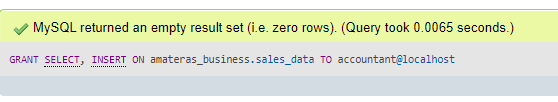 MySQL returned an empty result set (i.e. zero rows). (Query took 0.0065 seconds.)
GRANT SELECT, INSERT ON amateras_business.sales_data TO accountant@localhost